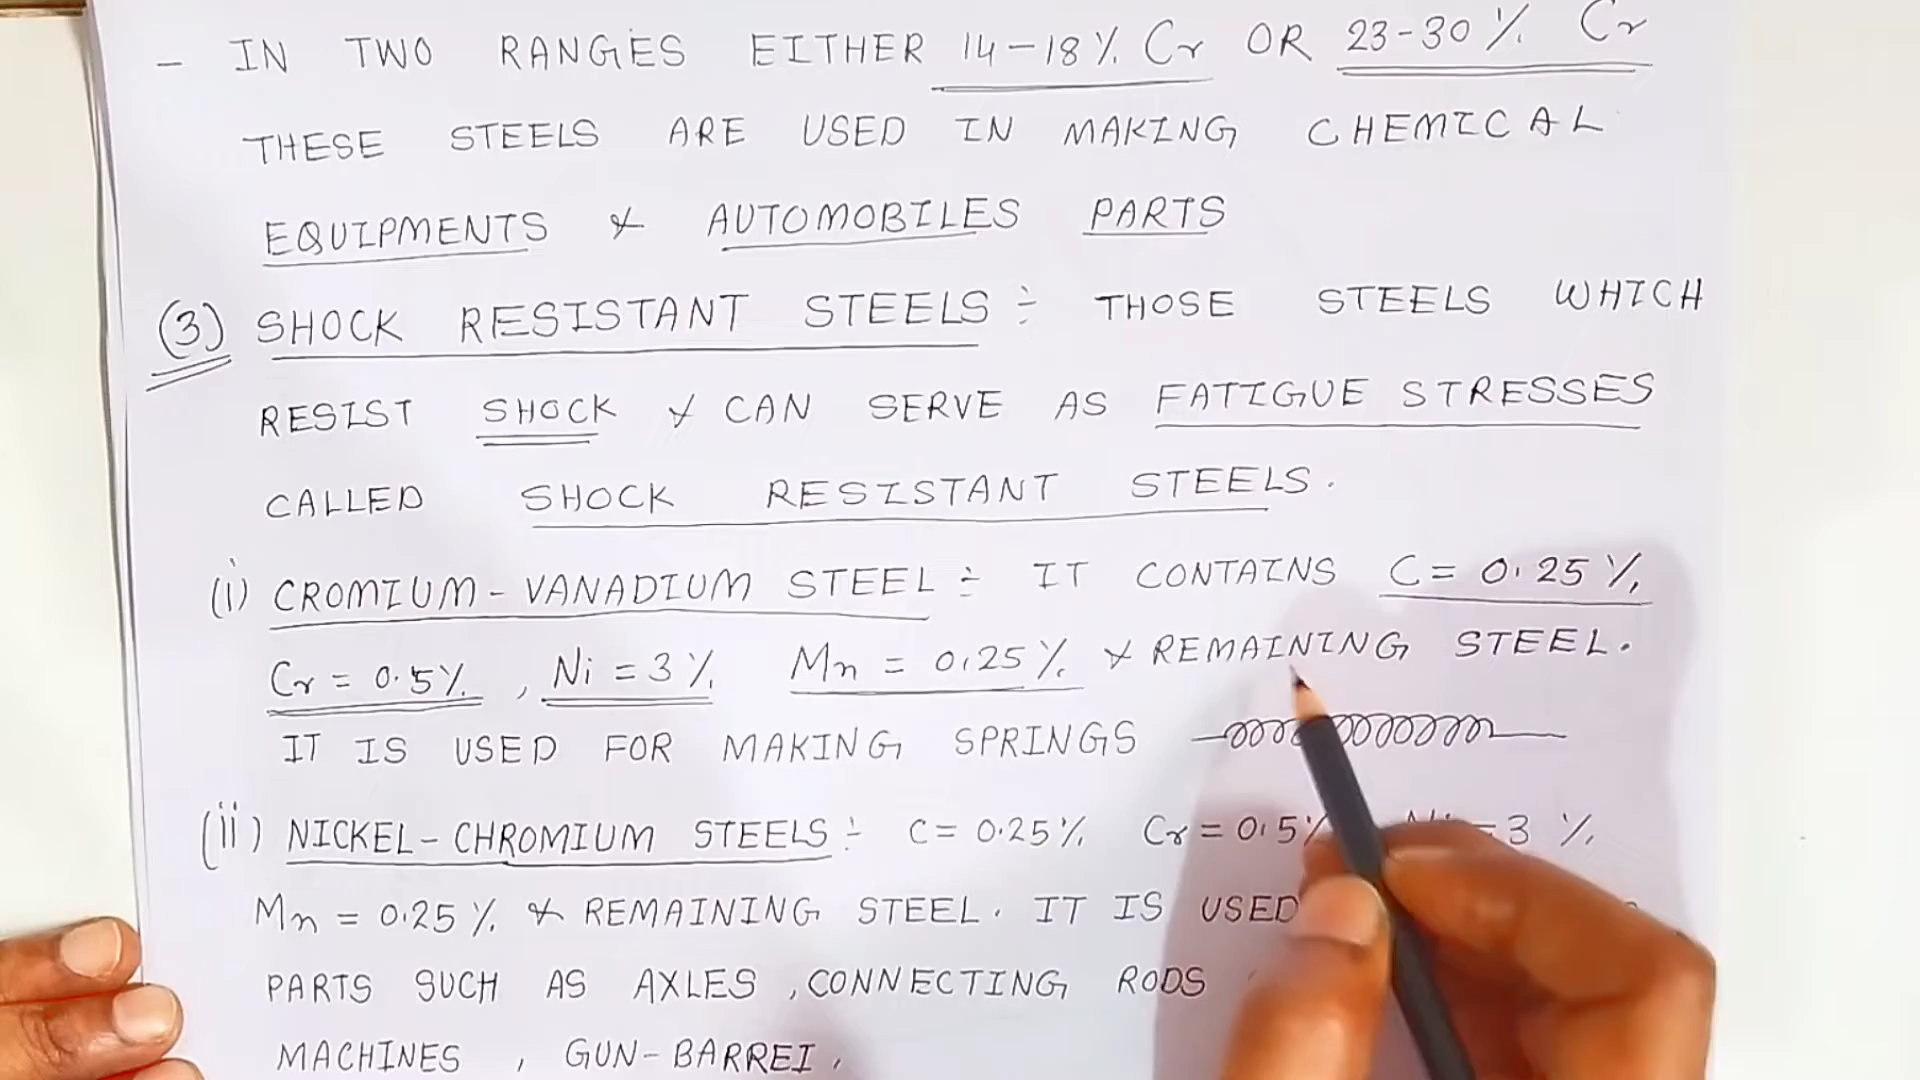 - IN TWO RANGES EITHER 14-18% Cr OR 23-30% Cr
THESE STEELS ARE USED IN MAKING CHEMICAL
EQUIPMENTS & AUTOMOBILES PARTS
(3) SHOCK RESISTANT STEELS ÷ THOSE STEELS WHICH
RESIST SHOCK & CAN SERVE AS FATIGUE STRESSES
CALLED SHOCK RESISTANT STEELS.
(i) CROMIUM-VANADIUM STEEL ÷ IT CONTAINS C = 0.25%
Cr = 0.5%, Ni = 3% Mn = 0.25% & REMAINING STEEL.
IT IS USED FOR MAKING SPRINGS
(ii) NICKEL-CHROMIUM STEELS ÷ C = 0.25% Cr = 0.5% Ni = 3%
Mn = 0.25% & REMAINING STEEL. IT IS USED
PARTS SUCH AS AXLES, CONNECTING RODS
MACHINES, GUN-BARREL,